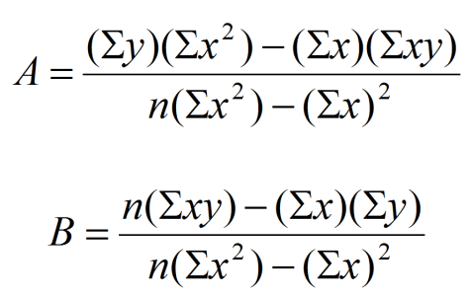 A = (Σy)(Σx²) − (Σx)(Σxy) / n(Σx²) − (Σx)²
B = n(Σxy) − (Σx)(Σy) / n(Σx²) − (Σx)²